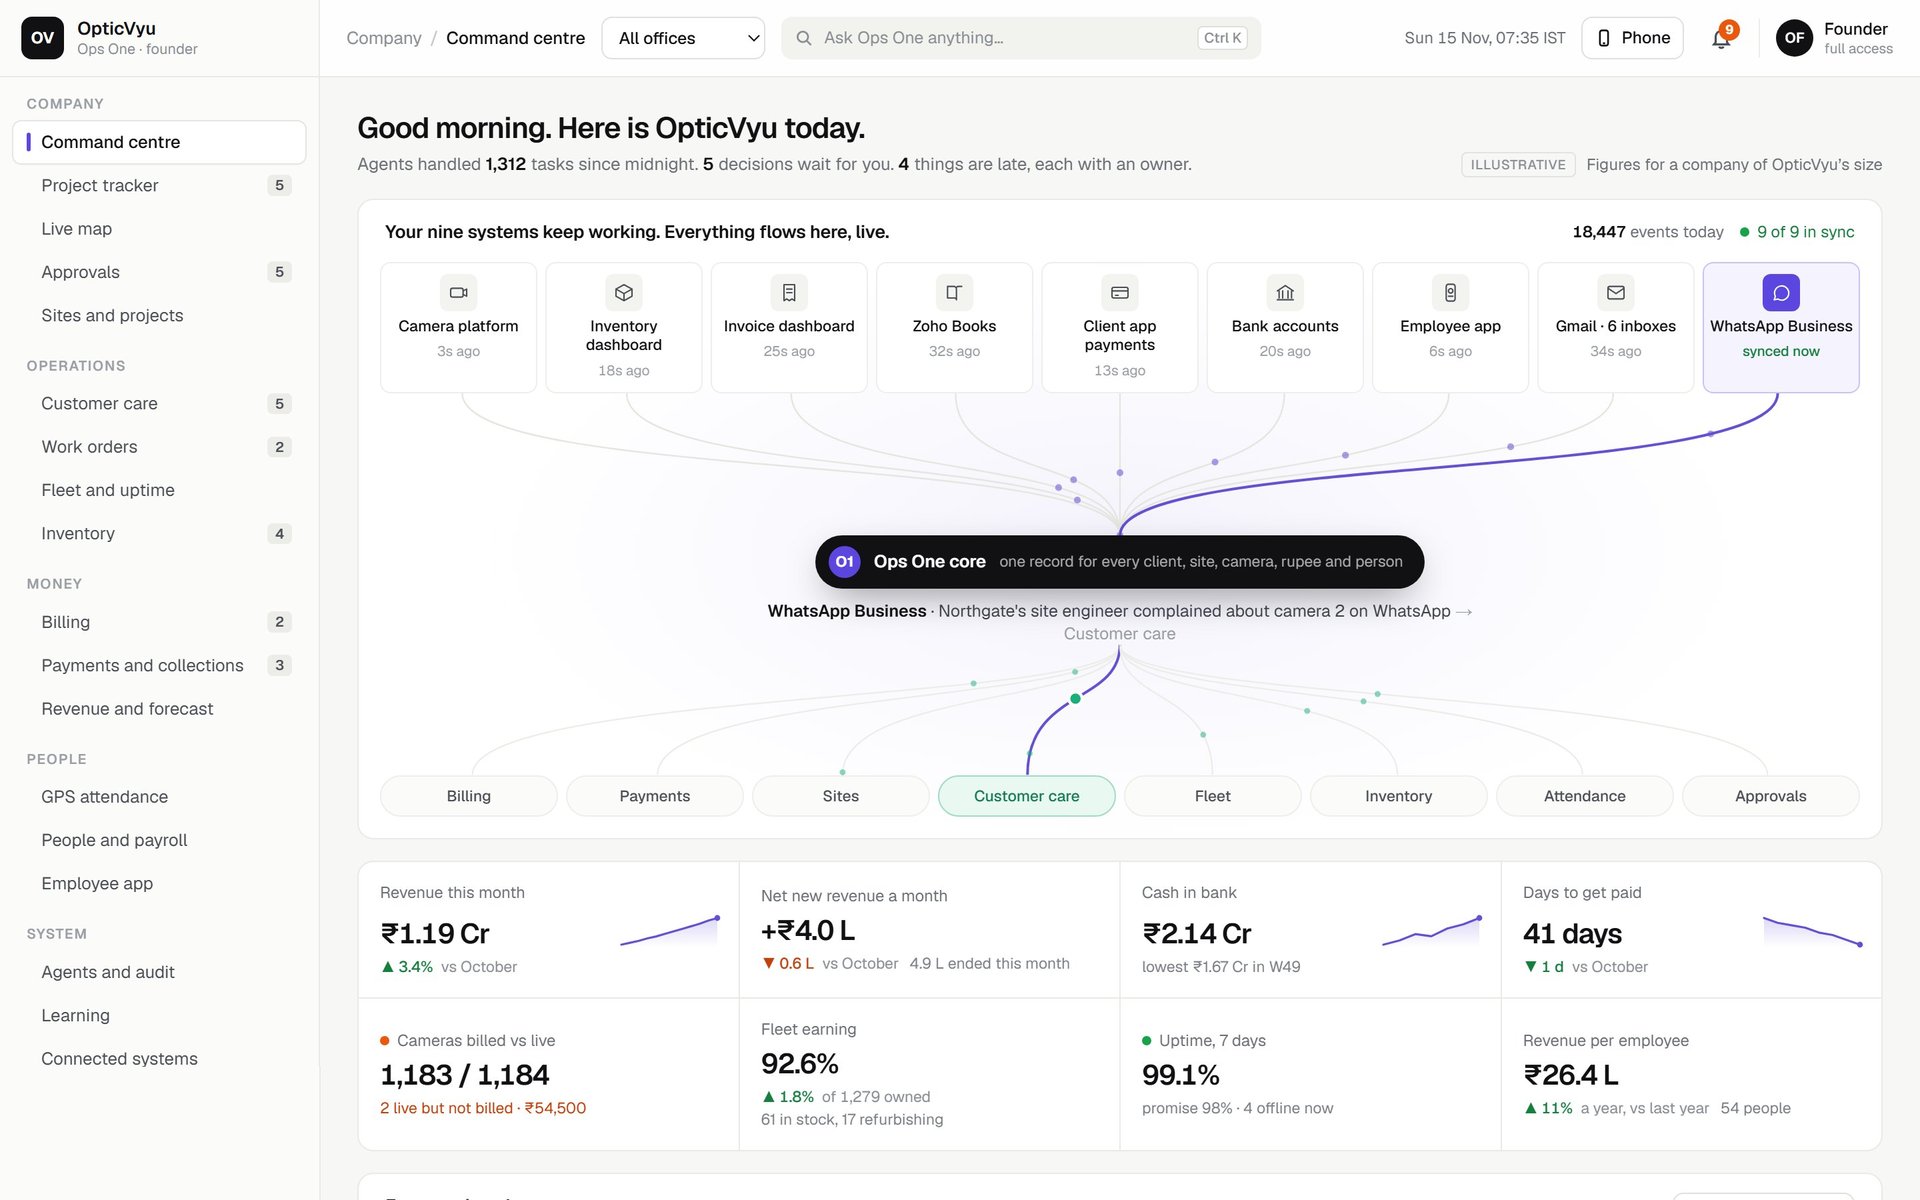 OV
OpticVyu
Ops One · founder
Company / Command centre
All offices
Ask Ops One anything...
Ctrl K
Sun 15 Nov, 07:35 IST
Phone
9
OF
Founder
full access
COMPANY
Command centre
Project tracker 5
Live map
Approvals 5
Sites and projects
OPERATIONS
Customer care 5
Work orders 2
Fleet and uptime
Inventory 4
MONEY
Billing 2
Payments and collections 3
Revenue and forecast
PEOPLE
GPS attendance
People and payroll
Employee app
SYSTEM
Agents and audit
Learning
Connected systems
Good morning. Here is OpticVyu today.
Agents handled 1,312 tasks since midnight. 5 decisions wait for you. 4 things are late, each with an owner.
ILLUSTRATIVE Figures for a company of OpticVyu's size
Your nine systems keep working. Everything flows here, live.
18,447 events today 9 of 9 in sync
Camera platform
3s ago
Inventory
dashboard
18s ago
Invoice dashboard
25s ago
Zoho Books
32s ago
Client app
payments
13s ago
Bank accounts
20s ago
Employee app
6s ago
Gmail · 6 inboxes
34s ago
WhatsApp Business
synced now
O1 Ops One core one record for every client, site, camera, rupee and person
WhatsApp Business · Northgate's site engineer complained about camera 2 on WhatsApp →
Customer care
Billing
Payments
Sites
Customer care
Fleet
Inventory
Attendance
Approvals
Revenue this month
₹1.19 Cr
▲ 3.4% vs October
Net new revenue a month
+₹4.0 L
▼ 0.6 L vs October 4.9 L ended this month
Cash in bank
₹2.14 Cr
lowest ₹1.67 Cr in W49
Days to get paid
41 days
▼ 1 d vs October
Cameras billed vs live
1,183 / 1,184
2 live but not billed · ₹54,500
Fleet earning
92.6%
▲ 1.8% of 1,279 owned
61 in stock, 17 refurbishing
Uptime, 7 days
99.1%
promise 98% · 4 offline now
Revenue per employee
₹26.4 L
▲ 11% a year, vs last year 54 people